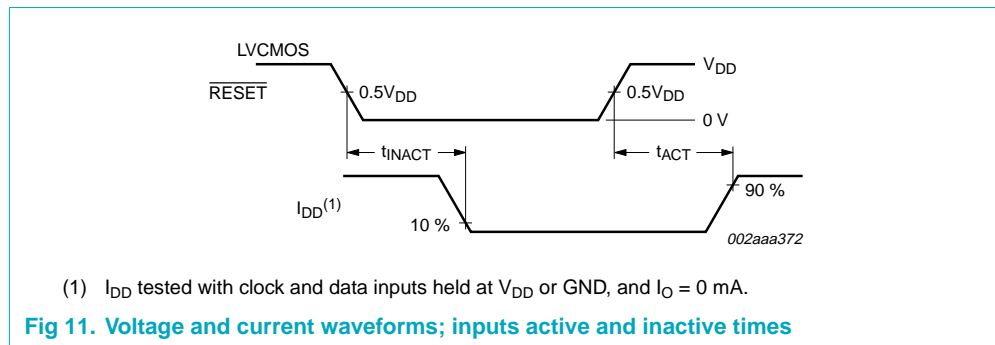 LVCMOS
RESET
0.5VDD
0.5VDD
VDD
0 V
tINACT
tACT
IDD(1)
10 %
90 %
002aaa372
(1) IDD tested with clock and data inputs held at VDD or GND, and IO = 0 mA.
Fig 11. Voltage and current waveforms; inputs active and inactive times